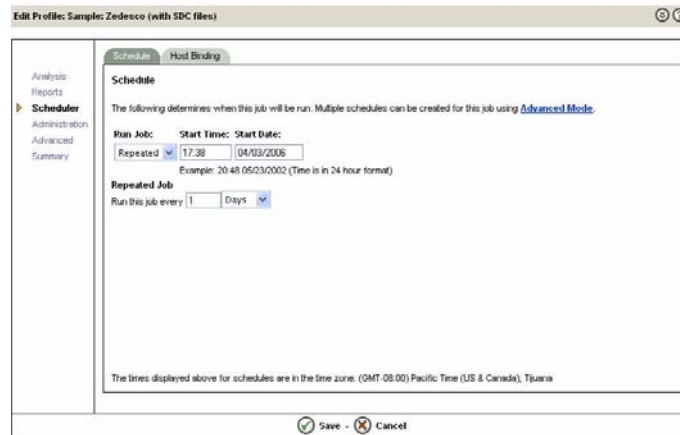 Edit Profile: Sample: Zedesco (with SDC files)
Schedule Host Binding
Analysis
Reports
Scheduler
Administration
Advanced
Summary
Schedule
The following determines when this job will be run. Multiple schedules can be created for this job using Advanced Mode.
Run Job: Start Time: Start Date:
Repeated 17:38 04/03/2006
Example: 20:48 05/23/2002 (Time is in 24 hour format)
Repeated Job
Run this job every 1 Days
The times displayed above for schedules are in the time zone. (GMT-08:00) Pacific Time (US & Canada), Tijuana
Save - Cancel